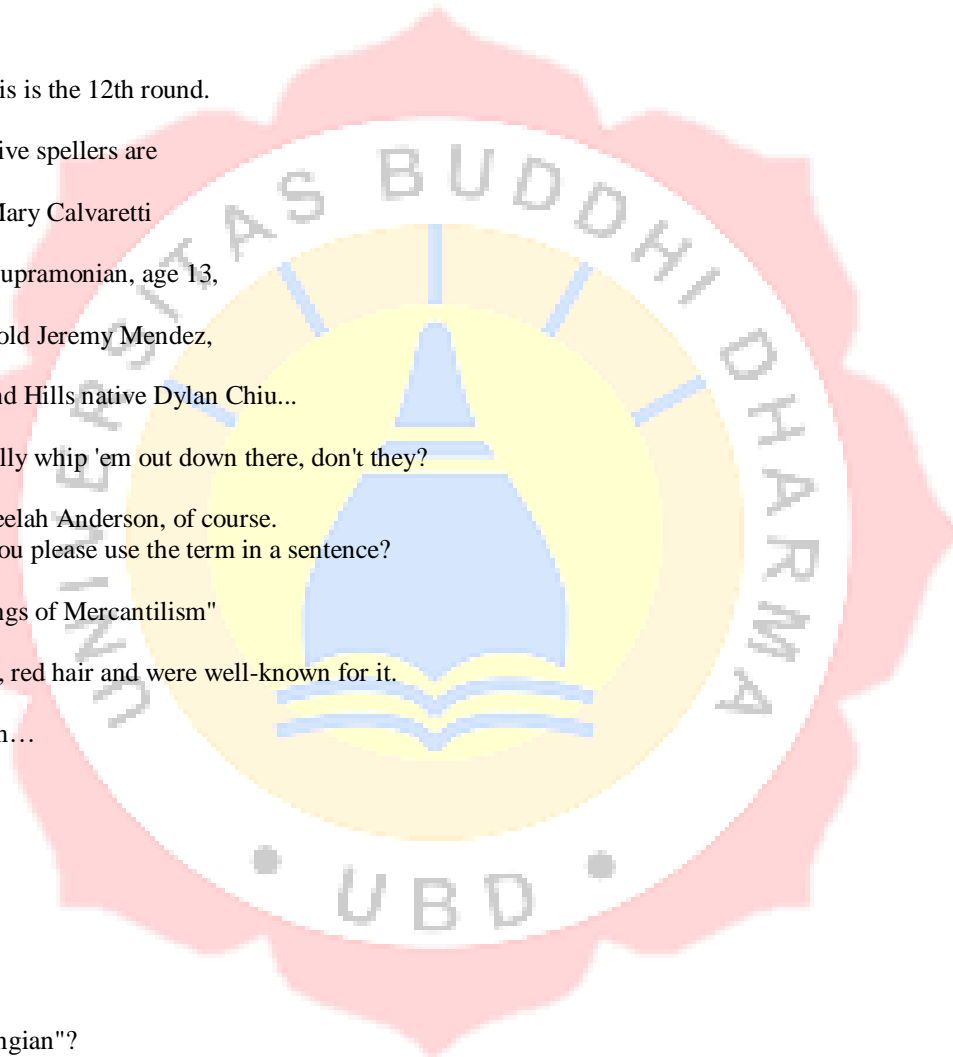 is is the 12th round.
ive spellers are
Mary Calvaretti
upramonian, age 13,
old Jeremy Mendez,
nd Hills native Dylan Chiu...
lly whip 'em out down there, don't they?
eelah Anderson, of course.
ou please use the term in a sentence?
ngs of Mercantilism"
, red hair and were well-known for it.
n…
ngian"?
UNIVERSITAS BUDDHI DHARMA
• UBD •